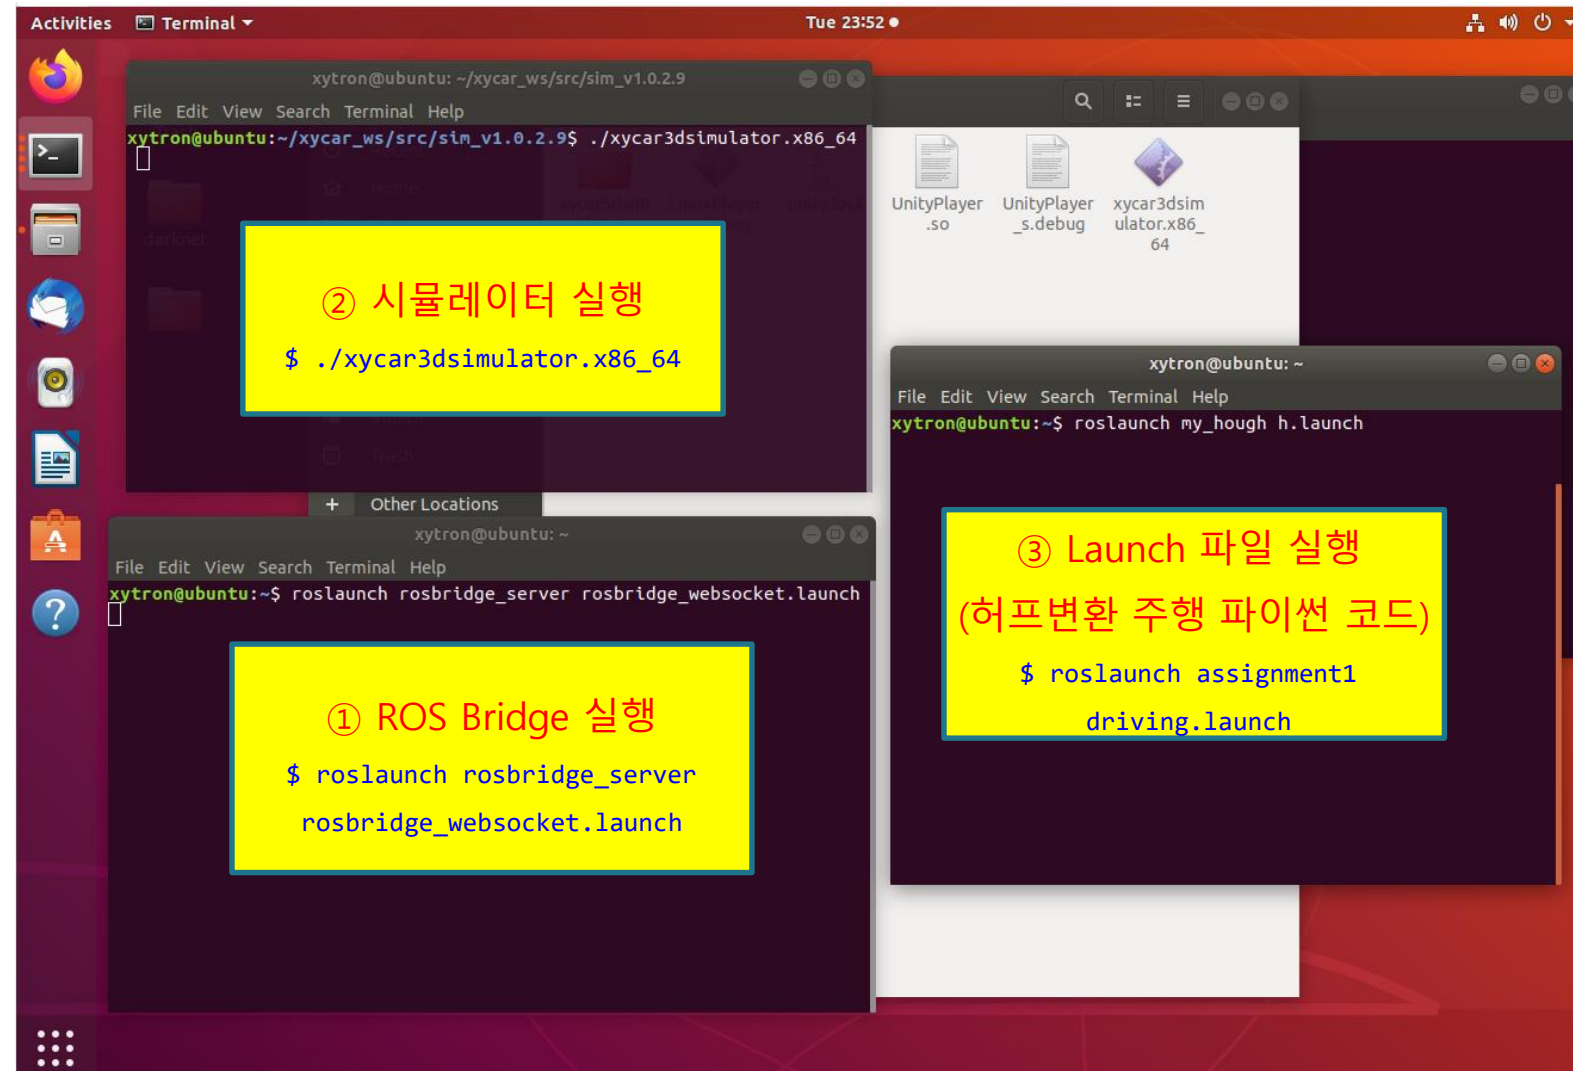 Activities Terminal Tue 23:52
xytron@ubuntu: ~/xycar_ws/src/sim_v1.0.2.9
File Edit View Search Terminal Help
xytron@ubuntu:~/xycar_ws/src/sim_v1.0.2.9$ ./xycar3dsimulator.x86_64
② 시뮬레이터 실행
$ ./xycar3dsimulator.x86_64
darknet
Trash
+ Other Locations
UnityPlayer
.so
UnityPlayer
_s.debug
xycar3dsim
ulator.x86_
64
xytron@ubuntu: ~
File Edit View Search Terminal Help
xytron@ubuntu:~$ roslaunch rosbridge_server rosbridge_websocket.launch
① ROS Bridge 실행
$ roslaunch rosbridge_server
rosbridge_websocket.launch
xytron@ubuntu: ~
File Edit View Search Terminal Help
xytron@ubuntu:~$ roslaunch my_hough h.launch
③ Launch 파일 실행
(허프변환 주행 파이썬 코드)
$ roslaunch assignment1
driving.launch